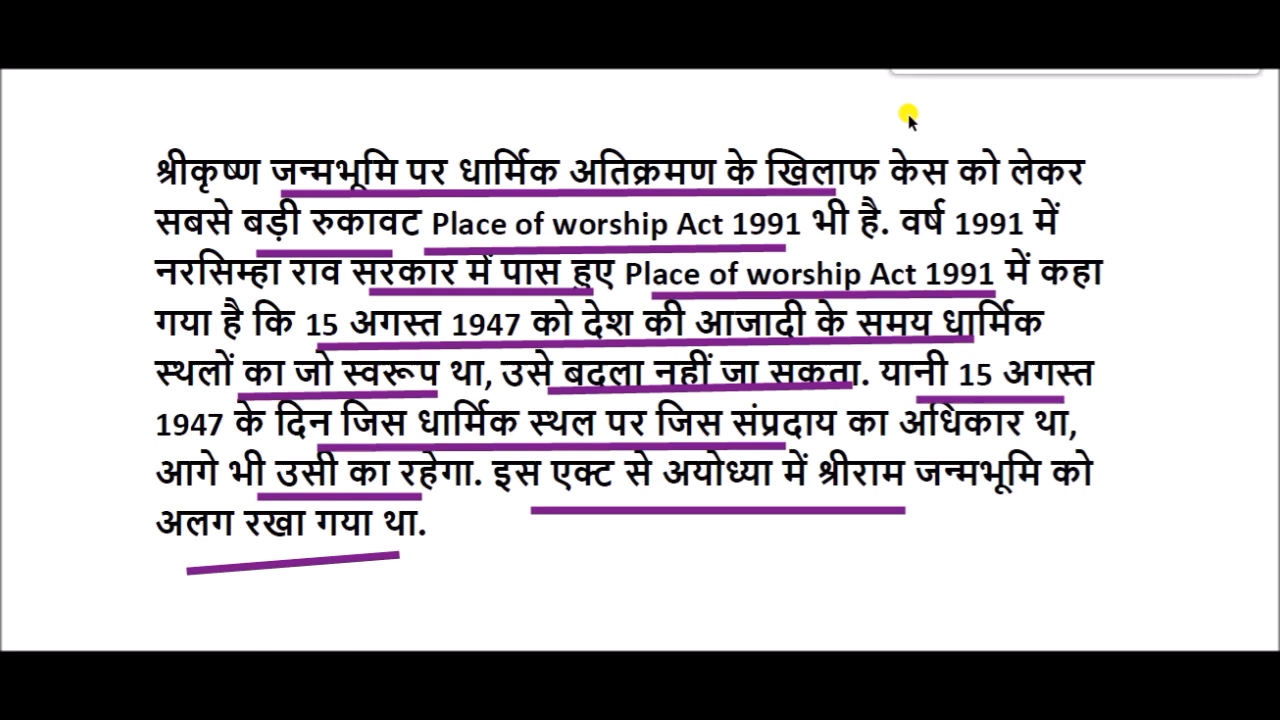 श्रीकृष्ण जन्मभूमि पर धार्मिक अतिक्रमण के खिलाफ केस को लेकर
सबसे बड़ी रुकावट Place of worship Act 1991 भी है. वर्ष 1991 में
नरसिम्हा राव सरकार में पास हुए Place of worship Act 1991 में कहा
गया है कि 15 अगस्त 1947 को देश की आजादी के समय धार्मिक
स्थलों का जो स्वरूप था, उसे बदला नहीं जा सकता. यानी 15 अगस्त
1947 के दिन जिस धार्मिक स्थल पर जिस संप्रदाय का अधिकार था,
आगे भी उसी का रहेगा. इस एक्ट से अयोध्या में श्रीराम जन्मभूमि को
अलग रखा गया था.